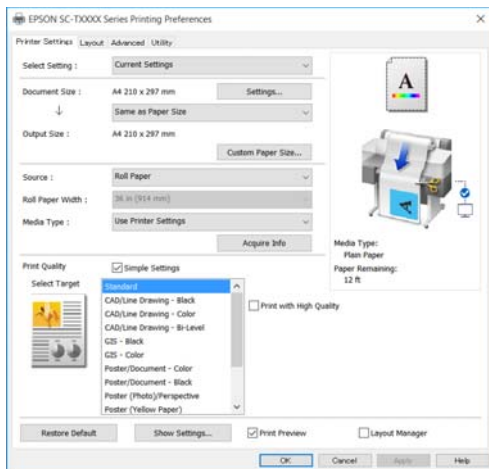 EPSON SC-TXXXX Series Printing Preferences
Printer Settings Layout Advanced Utility
Select Setting : Current Settings
Document Size : A4 210 x 297 mm Settings...
Same as Paper Size
Output Size : A4 210 x 297 mm
Custom Paper Size...
Source : Roll Paper
Roll Paper Width : 36 in (914 mm)
Media Type : Use Printer Settings
Acquire Info
Print Quality Simple Settings
Select Target
Standard
CAD/Line Drawing - Black
CAD/Line Drawing - Color
CAD/Line Drawing - Bi-Level
GIS - Black
GIS - Color
Poster/Document - Color
Poster/Document - Black
Poster (Photo)/Perspective
Poster (Yellow Paper)
Print with High Quality
A
A
Media Type:
Plain Paper
Paper Remaining:
12 ft
Restore Default Show Settings... Print Preview Layout Manager
OK Cancel Apply Help